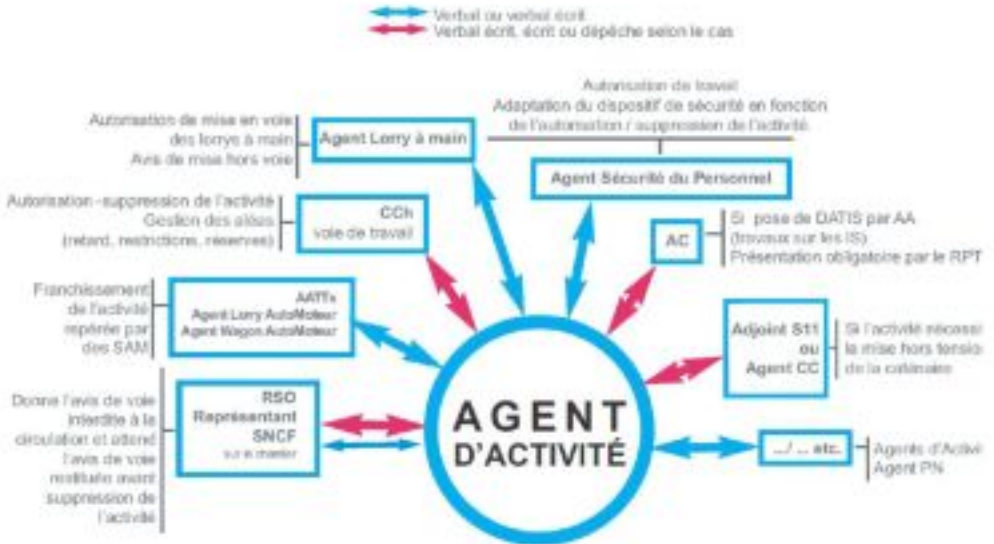 Verbal ou verbal écrit
Verbal écrit, écrit ou dépêche selon le cas
Autorisation de travail
Adaptation du dispositif de sécurité en fonction
de l'automation / suppression de l'activité
Autorisation de mise en voie
des lorrys à main
Avis de mise hors voie
Agent Lorry à main
Agent Sécurité du Personnel
Autorisation -suppression de l'activité
Gestion des aléas
(retard, restrictions, réserves)
CCh
voie de travail
AC
Si pose de DATIS par AA
(travaux sur les IS)
Présentation obligatoire par le RPT
Franchissement
de l'activité
repérée par
des SAM
AATTx
Agent Lorry AutoMoteur
Agent Wagon AutoMoteur
Adjoint S11
ou
Agent CC
Si l'activité nécessi
la mise hors tensio
de la caténaire
Donne l'avis de voie
interdite à la
circulation et attend
l'avis de voie
restituée avant
suppression de
l'activité
RSO
Représentant
SNCF
sur le chantier
AGENT
D'ACTIVITÉ
.../ ... etc.
Agents d'Activi
Agent PN